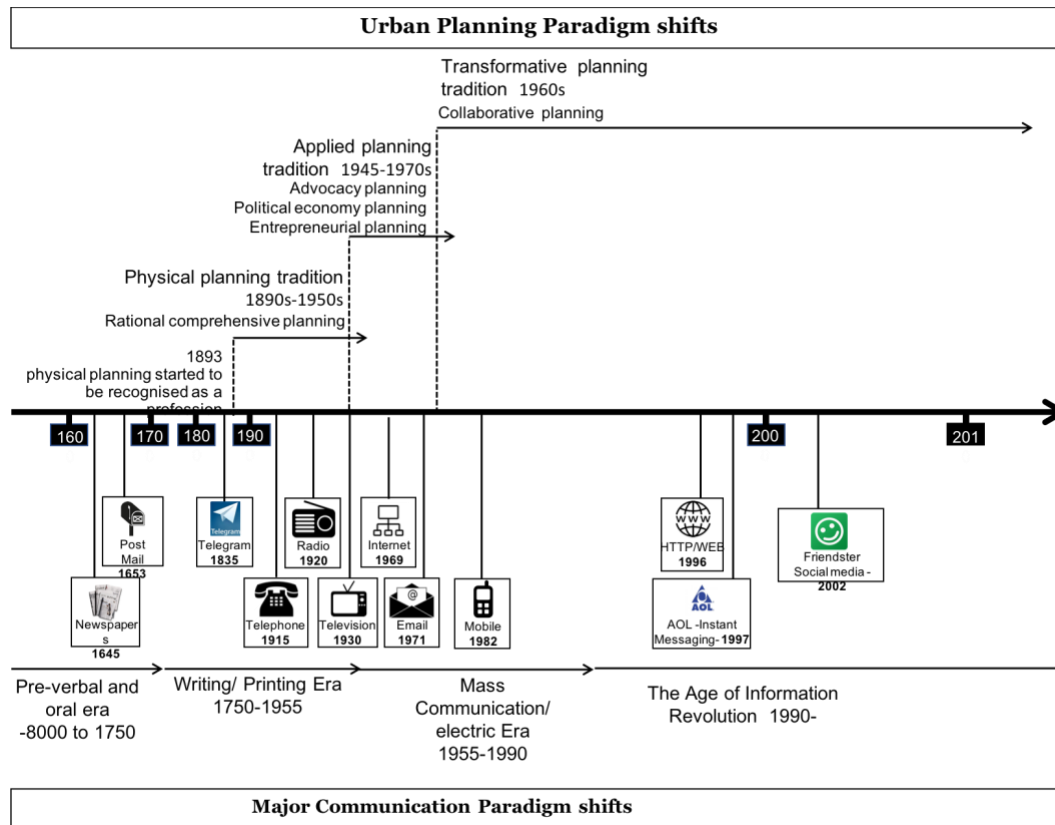 Urban Planning Paradigm shifts
Transformative planning
tradition 1960s
Collaborative planning
Applied planning
tradition 1945-1970s
Advocacy planning
Political economy planning
Entrepreneurial planning
Physical planning tradition
1890s-1950s
Rational comprehensive planning
1893
physical planning started to
be recognised as a
profession
160
170
180
190
200
201
Post
Mail
1653
Telegram
Telegram
1835
Radio
1920
Internet
1969
WWW
HTTP/WEB
1996
Friendster
Social media -
2002
Newspaper
s
1645
Telephone
1915
Television
1930
@
Email
1971
Mobile
1982
AOL
AOL -Instant
Messaging- 1997
Pre-verbal and
oral era
-8000 to 1750
Writing/ Printing Era
1750-1955
Mass
Communication/
electric Era
1955-1990
The Age of Information
Revolution 1990-
Major Communication Paradigm shifts